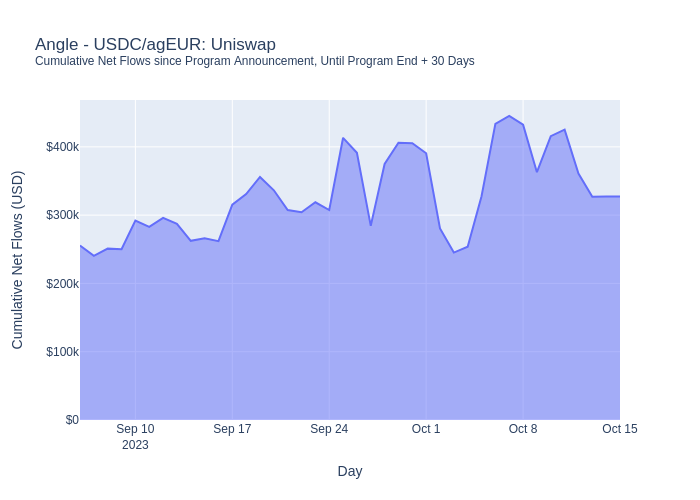 Angle - USDC/agEUR: Uniswap
Cumulative Net Flows since Program Announcement, Until Program End + 30 Days
Cumulative Net Flows (USD)
$400k
$300k
$200k
$100k
$0
Sep 10 Sep 17 Sep 24 Oct 1 Oct 8 Oct 15
2023
Day